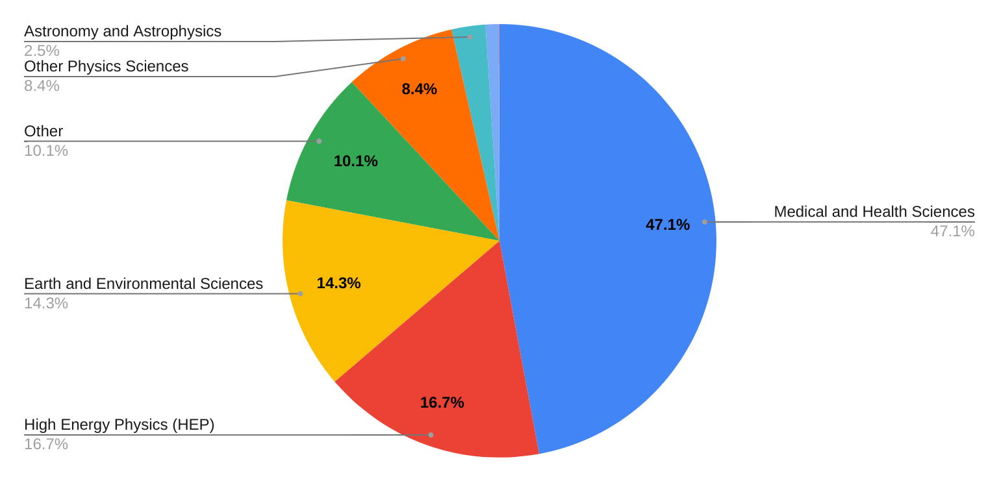 Astronomy and Astrophysics
2.5%
Other Physics Sciences
8.4%
8.4%
Other
10.1%
10.1%
Medical and Health Sciences
47.1%
47.1%
Earth and Environmental Sciences
14.3%
14.3%
High Energy Physics (HEP)
16.7%
16.7%